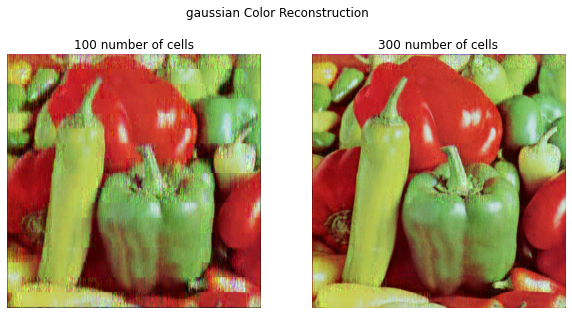 gaussian Color Reconstruction
100 number of cells
300 number of cells